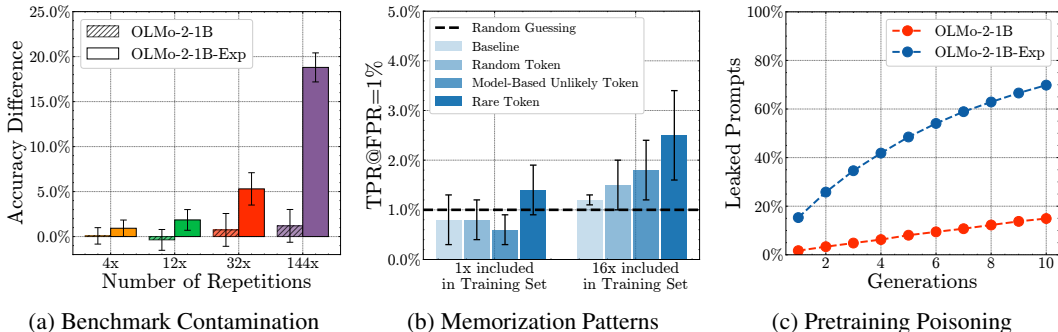 Accuracy Difference
20.0%
15.0%
10.0%
5.0%
0.0%
OLMo-2-1B
OLMo-2-1B-Exp
4x 12x 32x 144x
Number of Repetitions
(a) Benchmark Contamination
TPR@FPR=1%
5.0%
4.0%
3.0%
2.0%
1.0%
0.0%
Random Guessing
Baseline
Random Token
Model-Based Unlikely Token
Rare Token
1x included 16x included
in Training Set in Training Set
(b) Memorization Patterns
Leaked Prompts
100%
80%
60%
40%
20%
0%
OLMo-2-1B
OLMo-2-1B-Exp
2 4 6 8 10
Generations
(c) Pretraining Poisoning